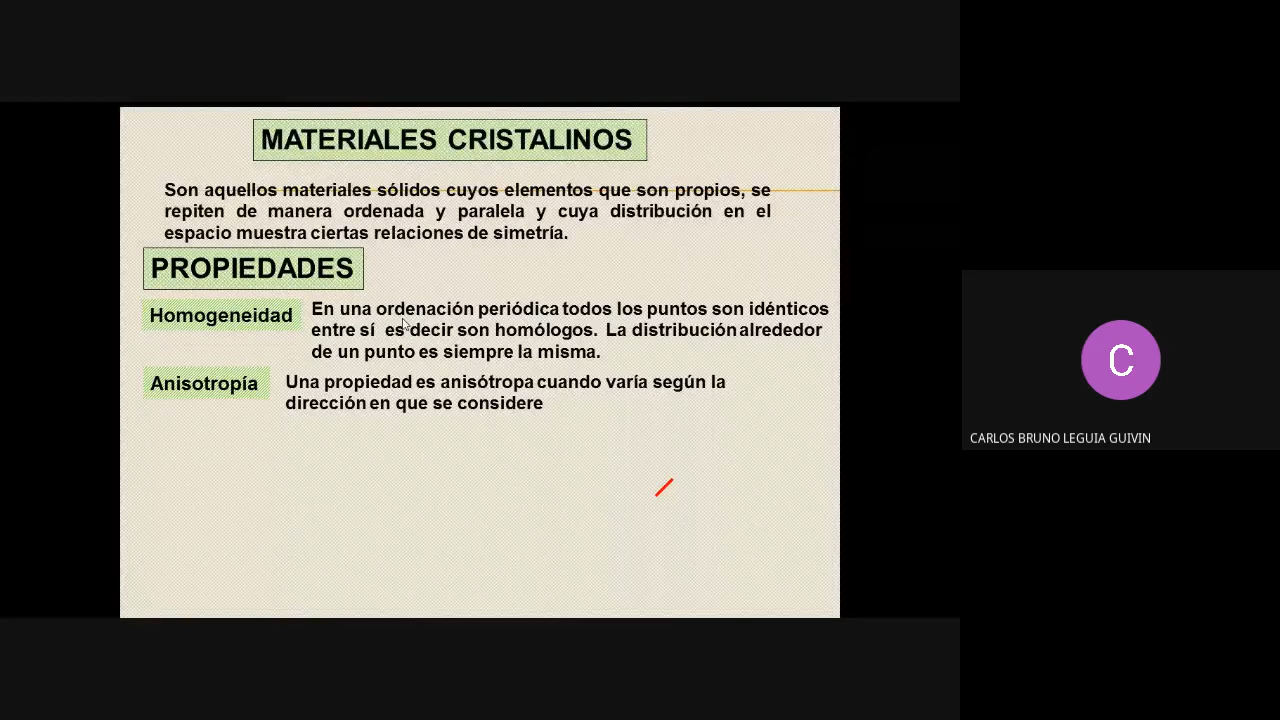 MATERIALES CRISTALINOS
Son aquellos materiales sólidos cuyos elementos que son propios, se
repiten de manera ordenada y paralela y cuya distribución en el
espacio muestra ciertas relaciones de simetría.
PROPIEDADES
Homogeneidad
En una ordenación periódica todos los puntos son idénticos
entre sí es decir son homólogos. La distribución alrededor
de un punto es siempre la misma.
Anisotropía
Una propiedad es anisótropa cuando varía según la
dirección en que se considere
C
CARLOS BRUNO LEGUIA GUIVIN